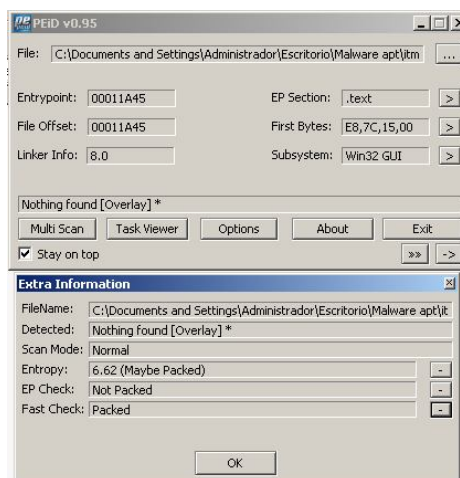 PEiD v0.95
File: C:\Documents and Settings\Administrador\Escritorio\Malware apt\itm ...
Entrypoint: 00011A45 EP Section: .text >
File Offset: 00011A45 First Bytes: E8,7C,15,00 >
Linker Info: 8.0 Subsystem: Win32 GUI >
Nothing found [Overlay] *
Multi Scan Task Viewer Options About Exit
Stay on top »» ->
Extra Information
FileName: C:\Documents and Settings\Administrador\Escritorio\Malware apt\it
Detected: Nothing found [Overlay] *
Scan Mode: Normal
Entropy: 6.62 (Maybe Packed) -
EP Check: Not Packed -
Fast Check: Packed -
OK